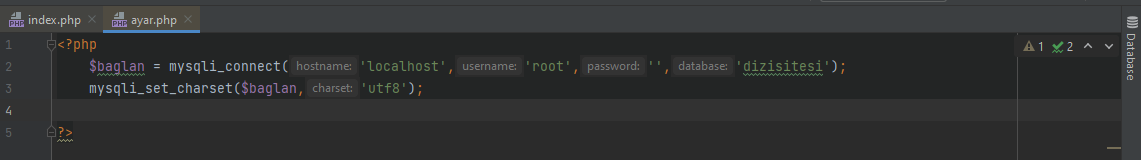 index.php ayar.php
1 <?php 1 2
2 $baglan = mysqli_connect( hostname: 'localhost', username: 'root', password: '', database: 'dizisitesi');
3 mysqli_set_charset($baglan, charset: 'utf8');
4
5 ?>
Database